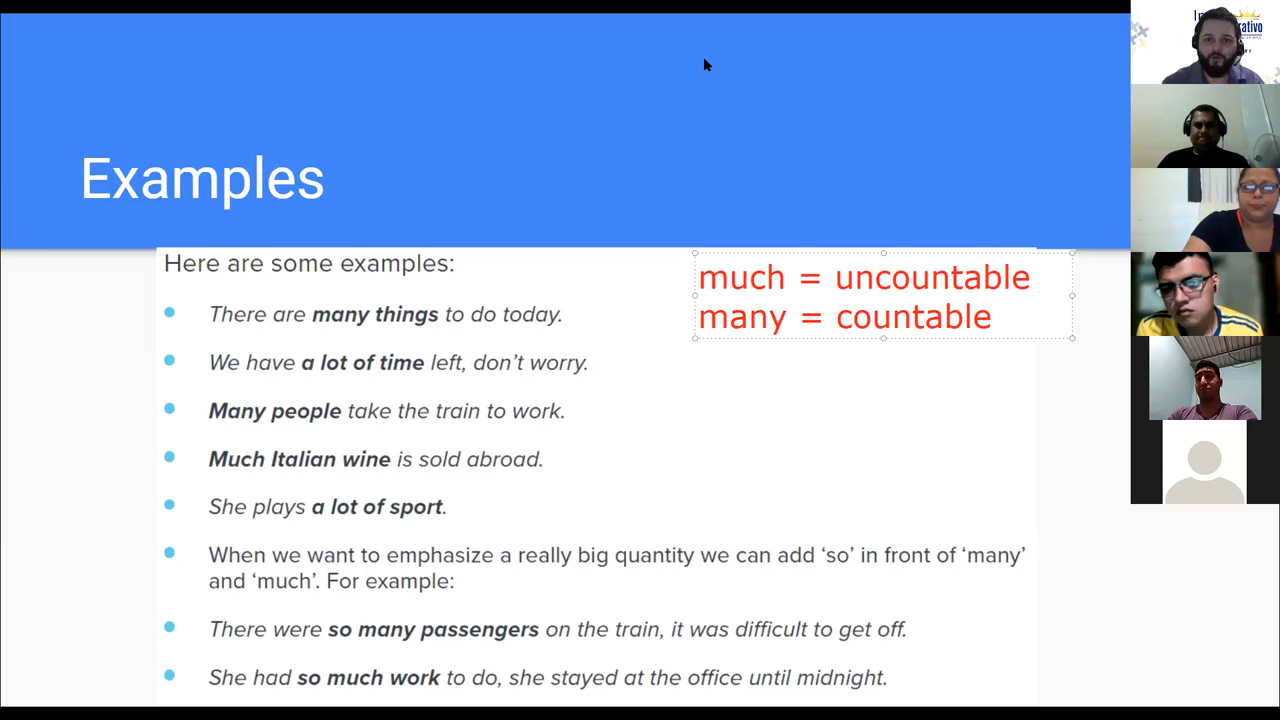 Examples
Here are some examples:
much = uncountable
many = countable
There are many things to do today.
We have a lot of time left, don’t worry.
Many people take the train to work.
Much Italian wine is sold abroad.
She plays a lot of sport.
When we want to emphasize a really big quantity we can add ‘so’ in front of ‘many’
and ‘much’. For example:
There were so many passengers on the train, it was difficult to get off.
She had so much work to do, she stayed at the office until midnight.